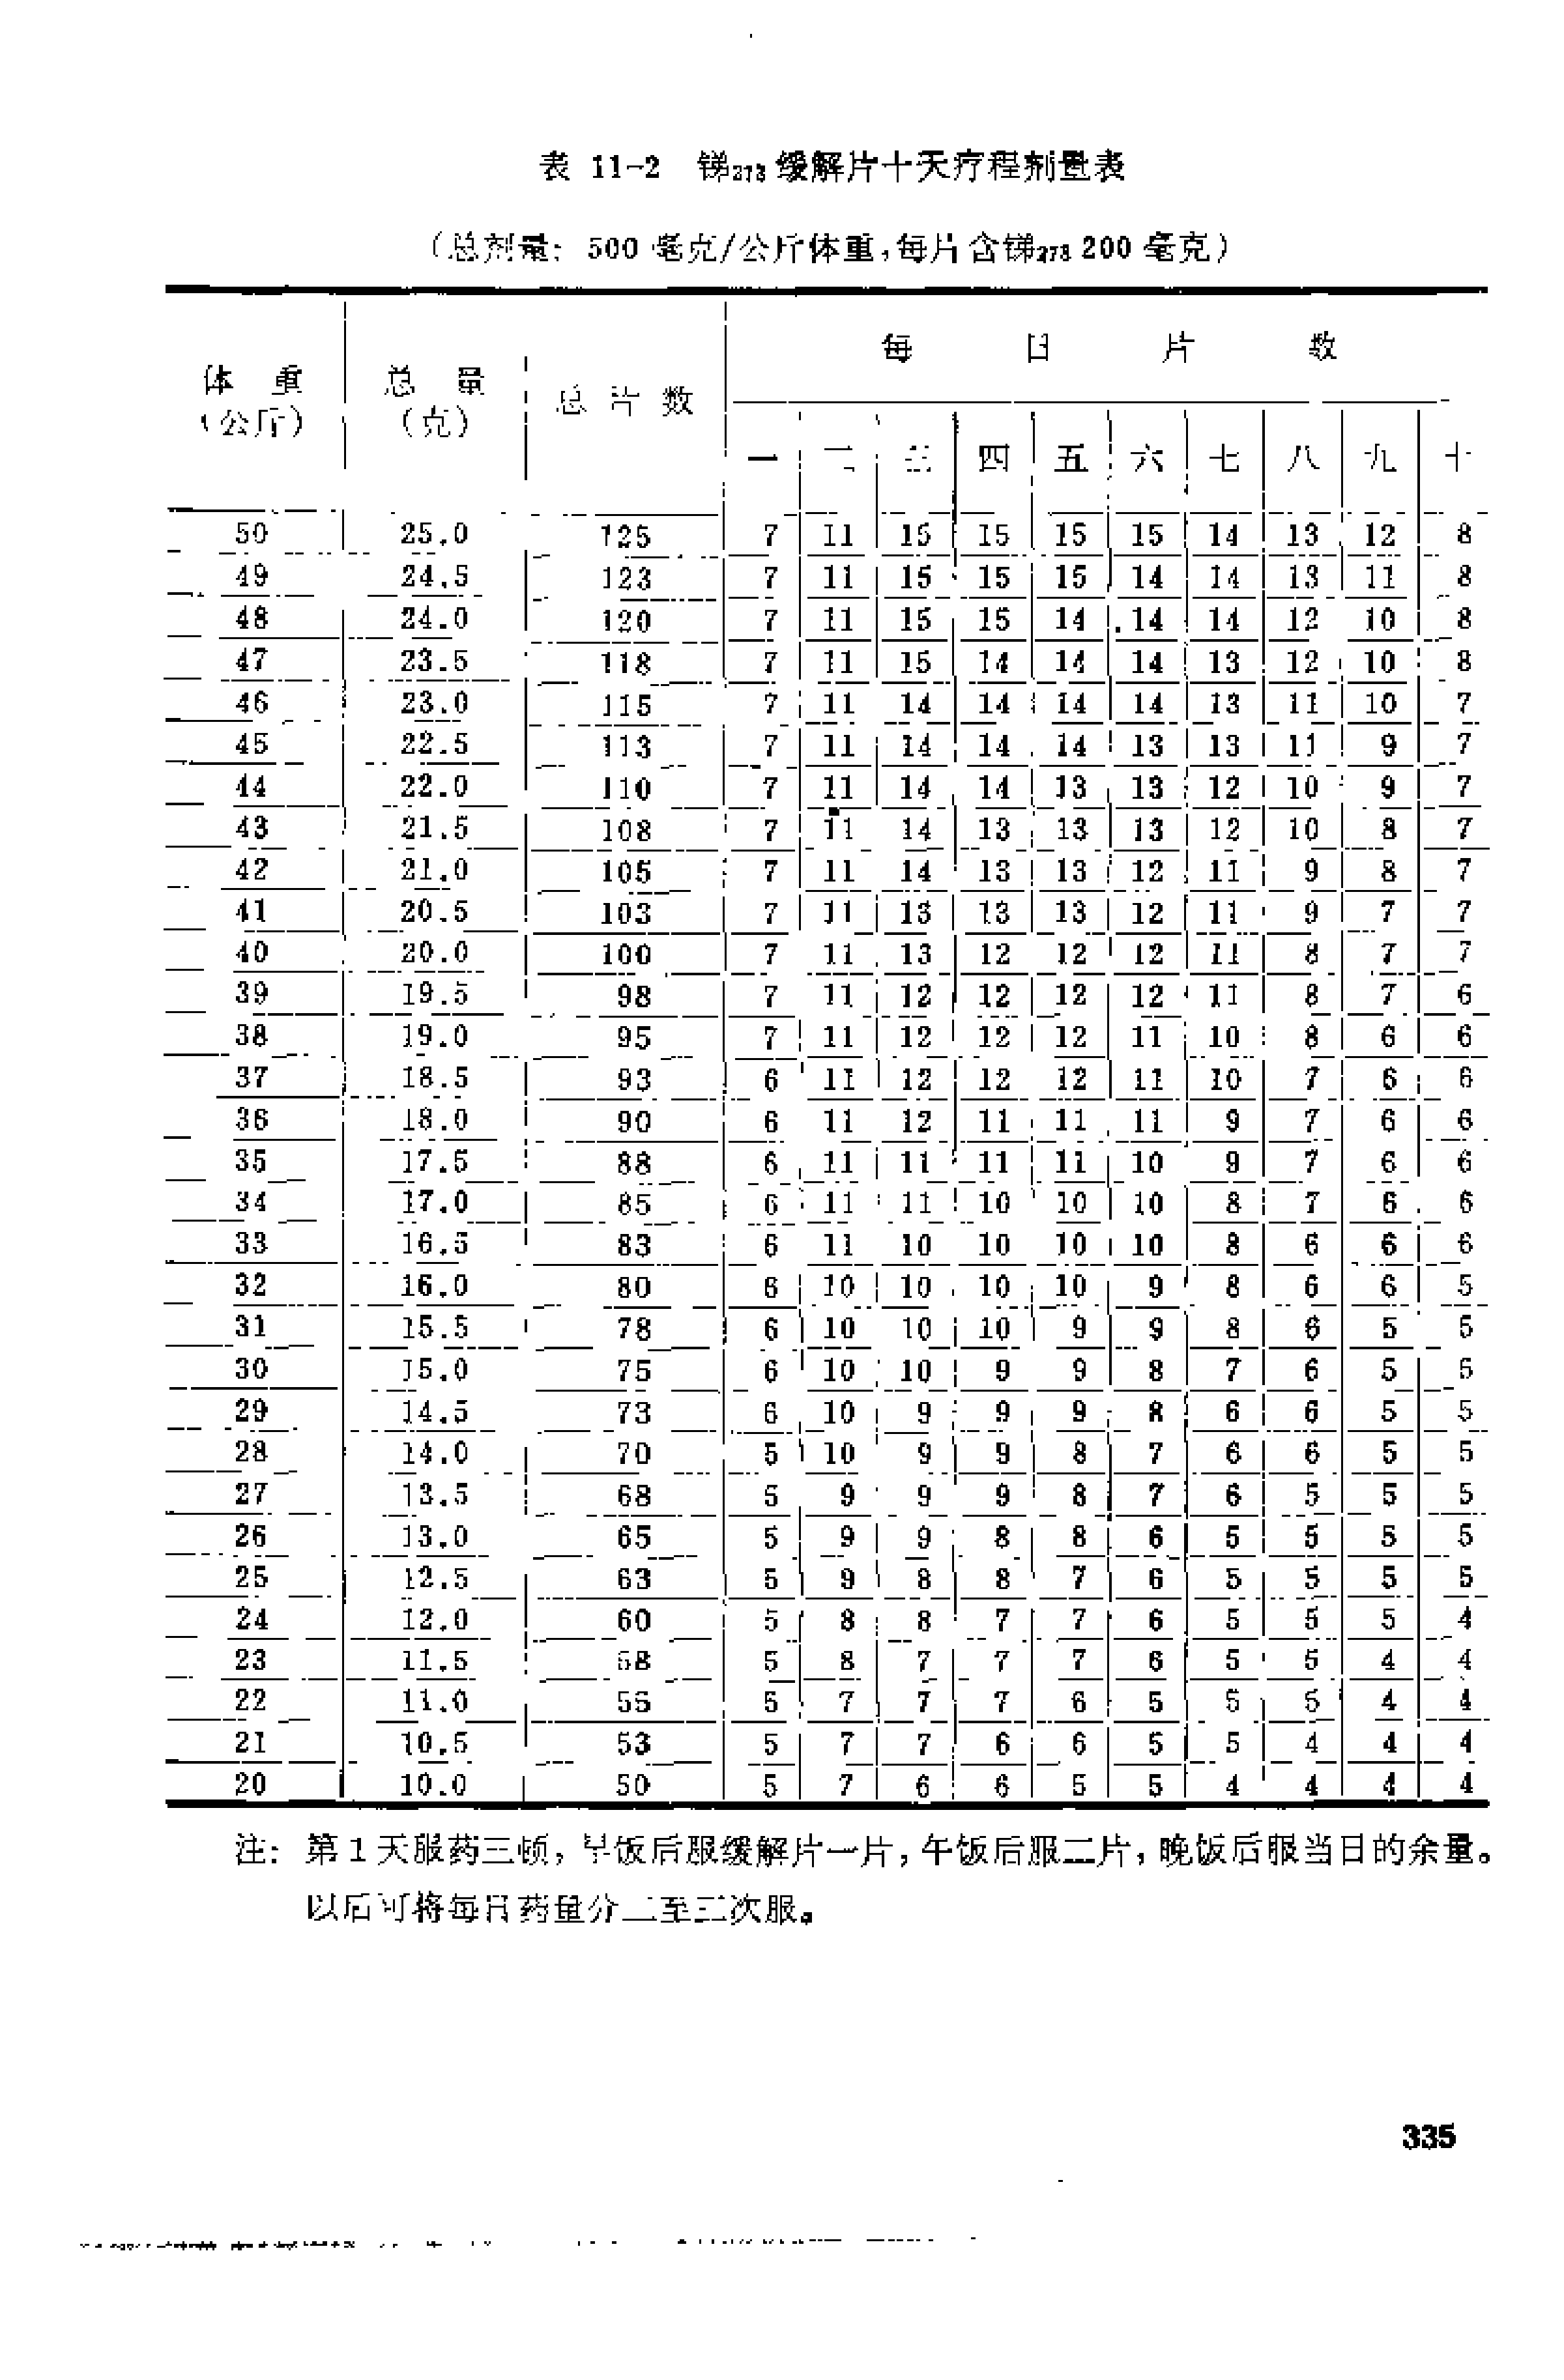 表 11-2 锑₂₇₃缓解片十天疗程剂量表
（总剂量：500 毫克/公斤体重，每片含锑₂₇₃ 200 毫克）
体重（公斤） 总量（克） 总片数 每日片数
一 二 三 四 五 六 七 八 九 十
50 25.0 125 7 11 15 15 15 15 14 13 12 8
49 24.5 123 7 11 15 15 15 14 14 13 11 8
48 24.0 120 7 11 15 15 14 14 14 12 10 8
47 23.5 118 7 11 15 14 14 14 13 12 10 8
46 23.0 115 7 11 14 14 14 14 13 11 10 7
45 22.5 113 7 11 14 14 14 13 13 11 9 7
44 22.0 110 7 11 14 14 13 13 12 10 9 7
43 21.5 108 7 11 14 13 13 13 12 10 8 7
42 21.0 105 7 11 14 13 13 12 11 9 8 7
41 20.5 103 7 11 13 13 13 12 11 9 7 7
40 20.0 100 7 11 13 12 12 12 11 8 7 7
39 19.5 98 7 11 12 12 12 12 11 8 7 6
38 19.0 95 7 11 12 12 12 11 10 8 6 6
37 18.5 93 6 11 12 12 12 11 10 7 6 6
36 18.0 90 6 11 12 11 11 11 9 7 6 6
35 17.5 88 6 11 11 11 11 10 9 7 6 6
34 17.0 85 6 11 11 10 10 10 8 7 6 6
33 16.5 83 6 11 10 10 10 10 8 6 6 6
32 16.0 80 6 10 10 10 10 9 8 6 6 5
31 15.5 78 6 10 10 10 9 9 8 6 5 5
30 15.0 75 6 10 10 9 9 8 7 6 5 5
29 14.5 73 6 10 9 9 9 8 6 6 5 5
28 14.0 70 5 10 9 9 8 7 6 6 5 5
27 13.5 68 5 9 9 9 8 7 6 5 5 5
26 13.0 65 5 9 9 8 8 6 5 5 5 5
25 12.5 63 5 9 8 8 7 6 5 5 5 5
24 12.0 60 5 8 8 7 7 6 5 5 5 4
23 11.5 58 5 8 7 7 7 6 5 5 4 4
22 11.0 55 5 7 7 7 6 5 5 5 4 4
21 10.5 53 5 7 7 6 6 5 5 4 4 4
20 10.0 50 5 7 6 6 5 5 4 4 4 4
注：第 1 天服药三顿，早饭后服缓解片一片，午饭后服二片，晚饭后服当日的余量。
以后可将每日药量分二至三次服。
335